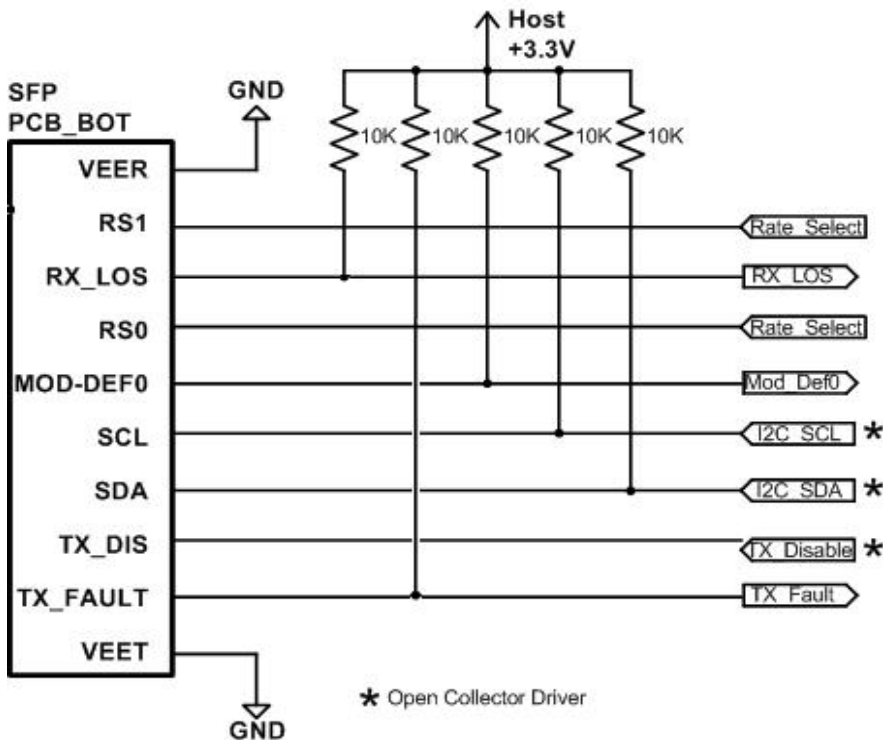 Host
+3.3V
SFP
PCB_BOT
GND
10K 10K 10K 10K 10K
VEER
RS1 Rate_Select
RX_LOS RX_LOS
RS0 Rate_Select
MOD-DEF0 Mod_Def0
SCL I2C_SCL *
SDA I2C_SDA *
TX_DIS TX_Disable *
TX_FAULT TX_Fault
VEET
* Open Collector Driver
GND